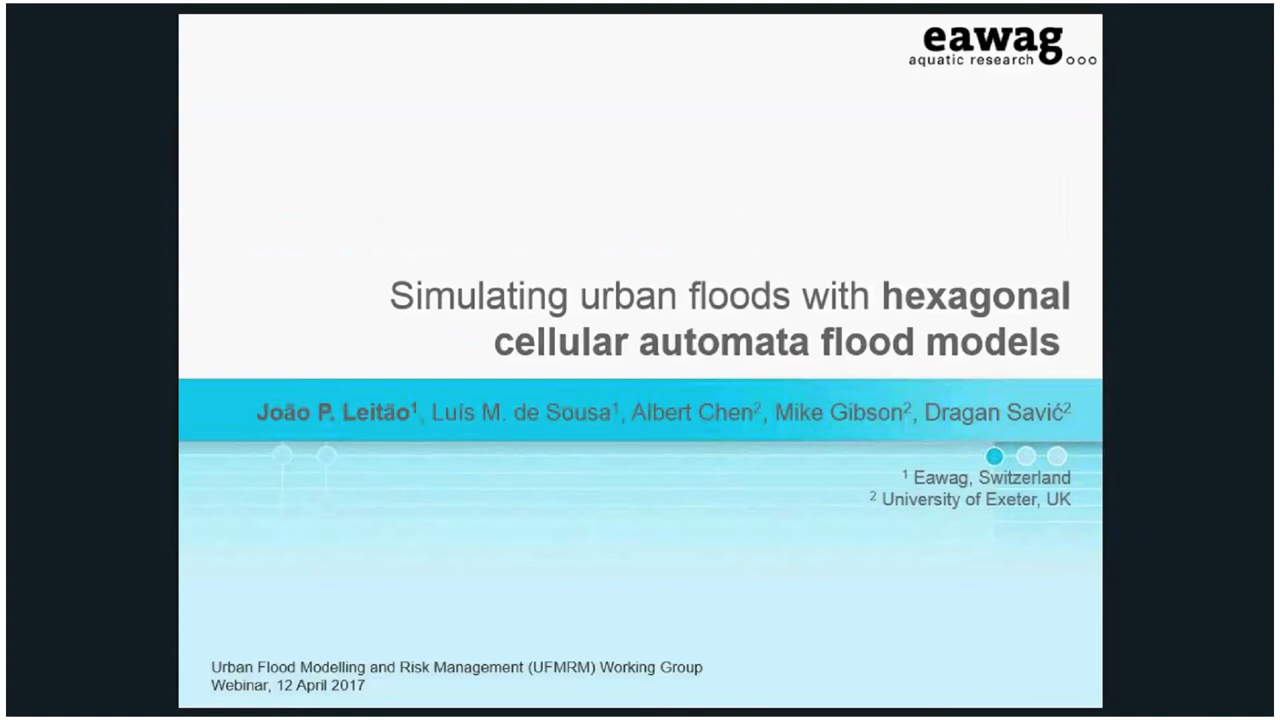 eawag
aquatic research
Simulating urban floods with hexagonal
cellular automata flood models
João P. Leitão¹, Luís M. de Sousa¹, Albert Chen², Mike Gibson², Dragan Savić²
¹ Eawag, Switzerland
² University of Exeter, UK
Urban Flood Modelling and Risk Management (UFMRM) Working Group
Webinar, 12 April 2017